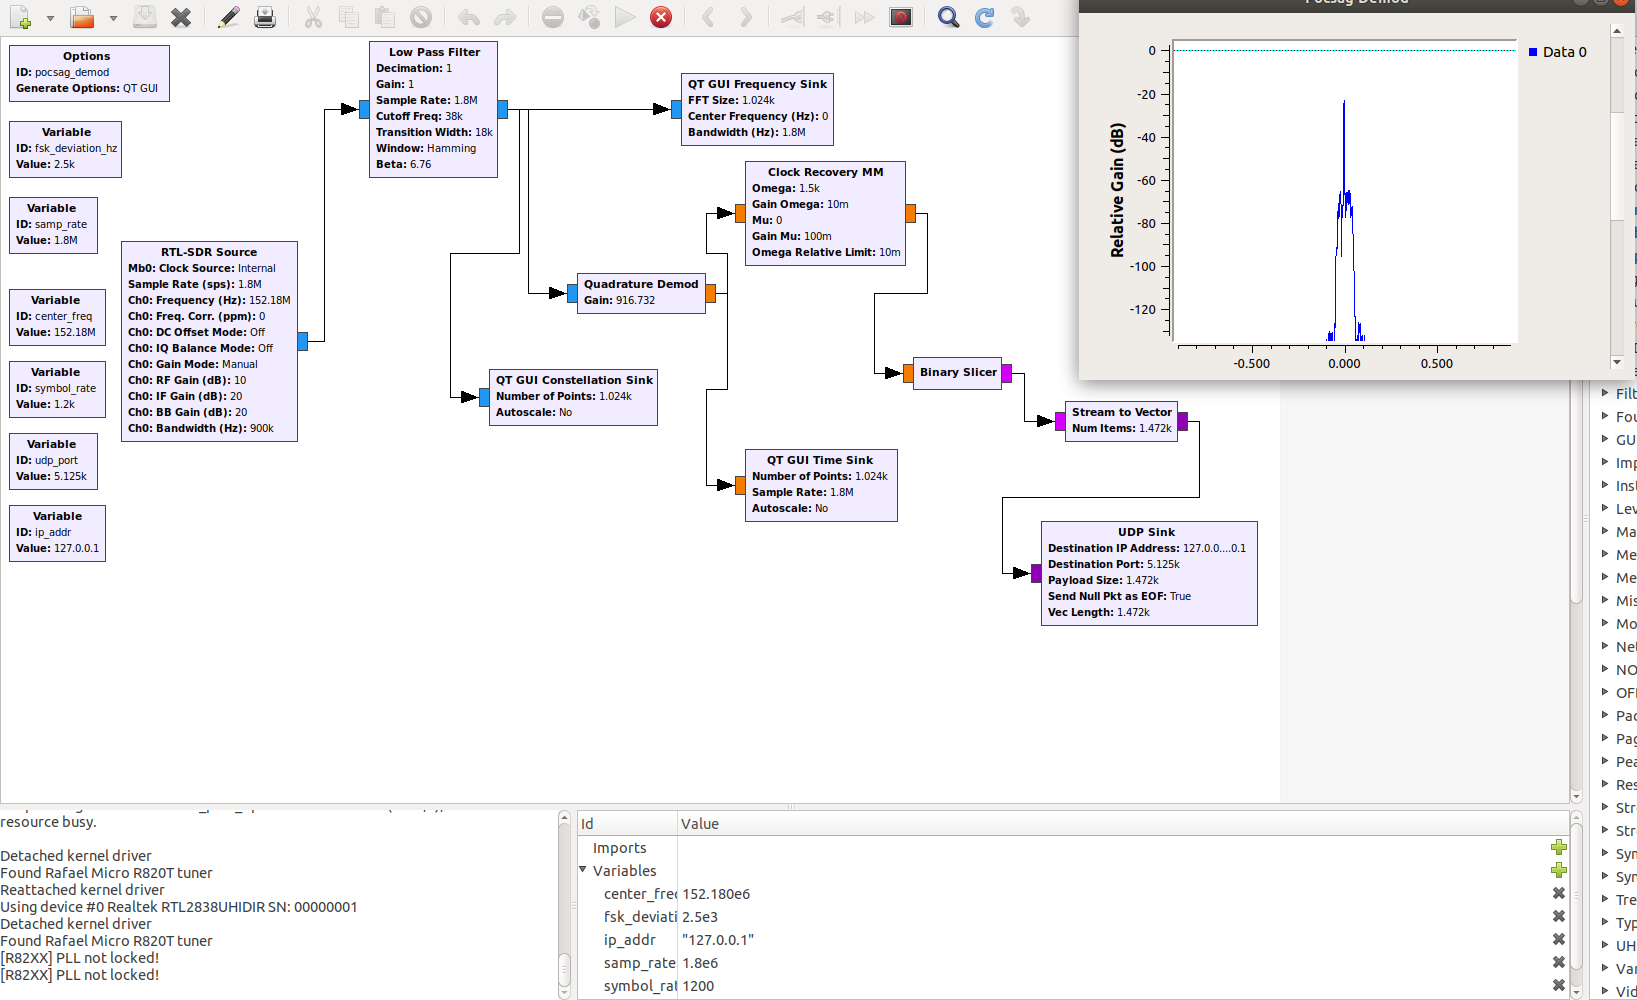 Options
ID: pocsag_demod
Generate Options: QT GUI
Variable
ID: fsk_deviation_hz
Value: 2.5k
Variable
ID: samp_rate
Value: 1.8M
Variable
ID: center_freq
Value: 152.18M
Variable
ID: symbol_rate
Value: 1.2k
Variable
ID: udp_port
Value: 5.125k
Variable
ID: ip_addr
Value: 127.0.0.1
RTL-SDR Source
Mb0: Clock Source: Internal
Sample Rate (sps): 1.8M
Ch0: Frequency (Hz): 152.18M
Ch0: Freq. Corr. (ppm): 0
Ch0: DC Offset Mode: Off
Ch0: IQ Balance Mode: Off
Ch0: Gain Mode: Manual
Ch0: RF Gain (dB): 10
Ch0: IF Gain (dB): 20
Ch0: BB Gain (dB): 20
Ch0: Bandwidth (Hz): 900k
Low Pass Filter
Decimation: 1
Gain: 1
Sample Rate: 1.8M
Cutoff Freq: 38k
Transition Width: 18k
Window: Hamming
Beta: 6.76
QT GUI Frequency Sink
FFT Size: 1.024k
Center Frequency (Hz): 0
Bandwidth (Hz): 1.8M
Clock Recovery MM
Omega: 1.5k
Gain Omega: 10m
Mu: 0
Gain Mu: 100m
Omega Relative Limit: 10m
Quadrature Demod
Gain: 916.732
QT GUI Constellation Sink
Number of Points: 1.024k
Autoscale: No
QT GUI Time Sink
Number of Points: 1.024k
Sample Rate: 1.8M
Autoscale: No
Binary Slicer
Stream to Vector
Num Items: 1.472k
UDP Sink
Destination IP Address: 127.0.0....0.1
Destination Port: 5.125k
Payload Size: 1.472k
Send Null Pkt as EOF: True
Vec Length: 1.472k
Pocsag Demod
Data 0
Relative Gain (dB)
0
-20
-40
-60
-80
-100
-120
-0.500
0.000
0.500
Filt
Fou
GU
Imp
Inst
Lev
Ma
Me
Me
Mis
Mo
Net
NO
OFI
Pac
Pag
Pea
Res
Stre
Stre
Syn
Syn
Tre
Typ
UH
Var
Vid
resource busy.
Detached kernel driver
Found Rafael Micro R820T tuner
Reattached kernel driver
Using device #0 Realtek RTL2838UHIDIR SN: 00000001
Detached kernel driver
Found Rafael Micro R820T tuner
[R82XX] PLL not locked!
[R82XX] PLL not locked!
Id Value
Imports
Variables
center_fre 152.180e6
fsk_deviati 2.5e3
ip_addr "127.0.0.1"
samp_rate 1.8e6
symbol_rat 1200